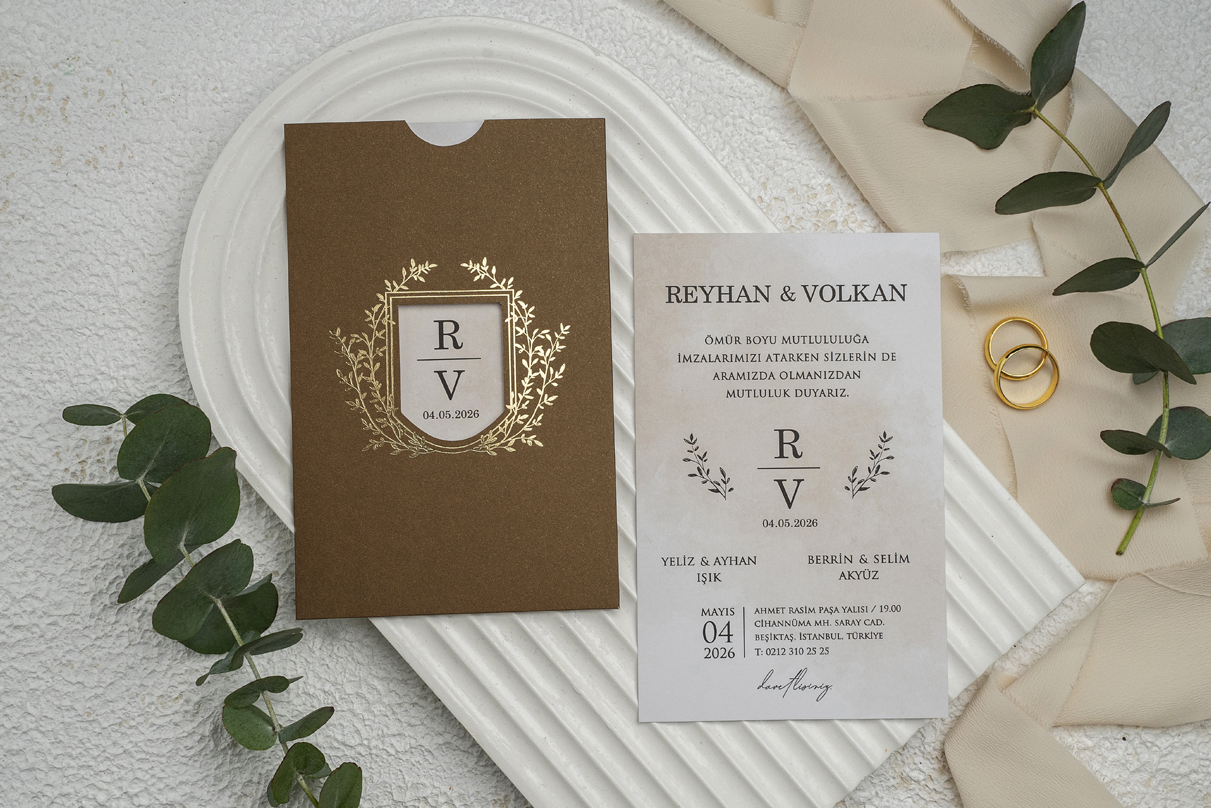 R
V
04.05.2026
REYHAN & VOLKAN
ÖMÜR BOYU MUTLULULUĞA
İMZALARIMIZI ATARKEN SİZLERİN DE
ARAMIZDA OLMANIZDAN
MUTLULUK DUYARIZ.
R
V
04.05.2026
YELİZ & AYHAN
IŞIK
BERRİN & SELİM
AKYÜZ
MAYIS
04
2026
AHMET RASİM PAŞA YALISI / 19.00
CİHANNÜMA MH. SARAY CAD.
BEŞİKTAŞ, İSTANBUL, TÜRKİYE
T: 0212 310 25 25
davetlisiniz.